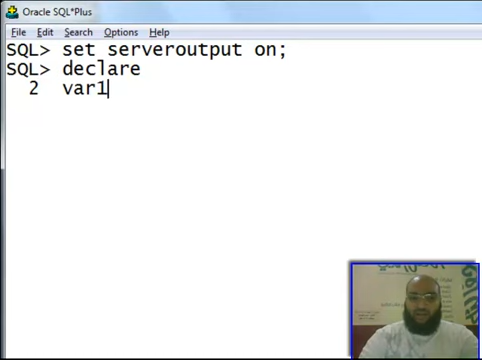 Oracle SQL*Plus
File Edit Search Options Help
SQL> set serveroutput on;
SQL> declare
2 var1